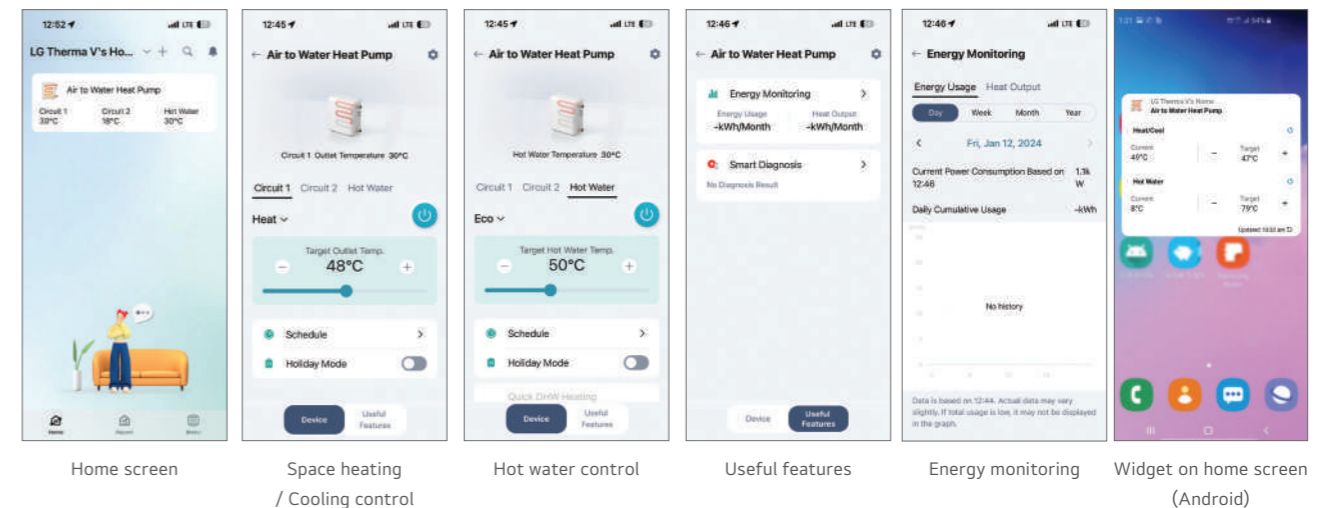 12:52
LTE
LG Therma V's Ho...
Air to Water Heat Pump
Circuit 1
Circuit 2
Hot Water
18°C
30°C
Home
12:45
LTE
Air to Water Heat Pump
Circuit 1 Outlet Temperature 30°C
Circuit 1 Circuit 2 Hot Water
Heat
Target Outlet Temp.
− 48°C +
Schedule
Holiday Mode
Device
Useful
Features
12:45
LTE
Air to Water Heat Pump
Hot Water Temperature 30°C
Circuit 1 Circuit 2 Hot Water
Eco
Target Hot Water Temp.
− 50°C +
Schedule
Holiday Mode
Quick DHW Heating
Device
Useful
Features
12:46
LTE
Air to Water Heat Pump
Energy Monitoring
Energy Usage Heat Output
-kWh/Month -kWh/Month
Smart Diagnosis
No Diagnosis Result
Device
Useful
Features
12:46
LTE
Energy Monitoring
Energy Usage Heat Output
Day Week Month Year
Fri, Jan 12, 2024
Current Power Consumption Based on 1.3k
12:46 W
Daily Cumulative Usage -kWh
No history
Data is based on 12:44. Actual data may vary
slightly. If total usage is low, it may not be displayed
in the graph.
1:31
54%
LG Therma V's Home
Air to Water Heat Pump
Heat/Cool
Current Target
49°C − 47°C +
Hot Water
Current Target
8°C − 79°C +
Home screen
Space heating
/ Cooling control
Hot water control
Useful features
Energy monitoring
Widget on home screen
(Android)